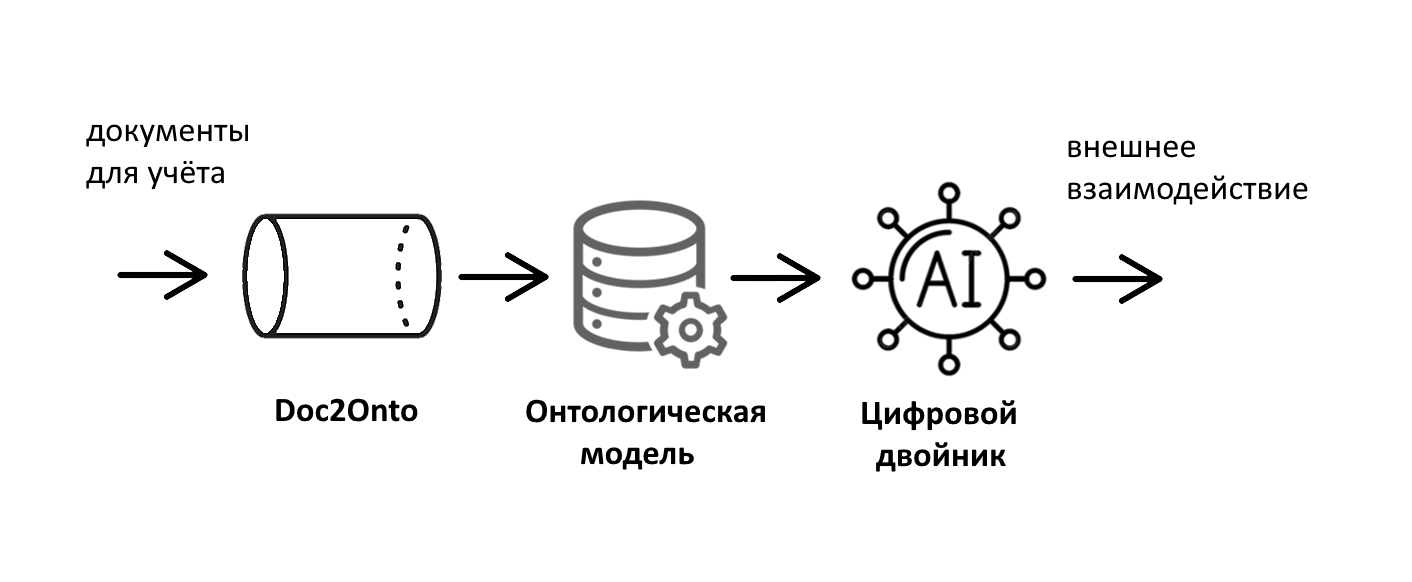 документы
для учёта
внешнее
взаимодействие
AI
Doc2Onto
Онтологическая
модель
Цифровой
двойник